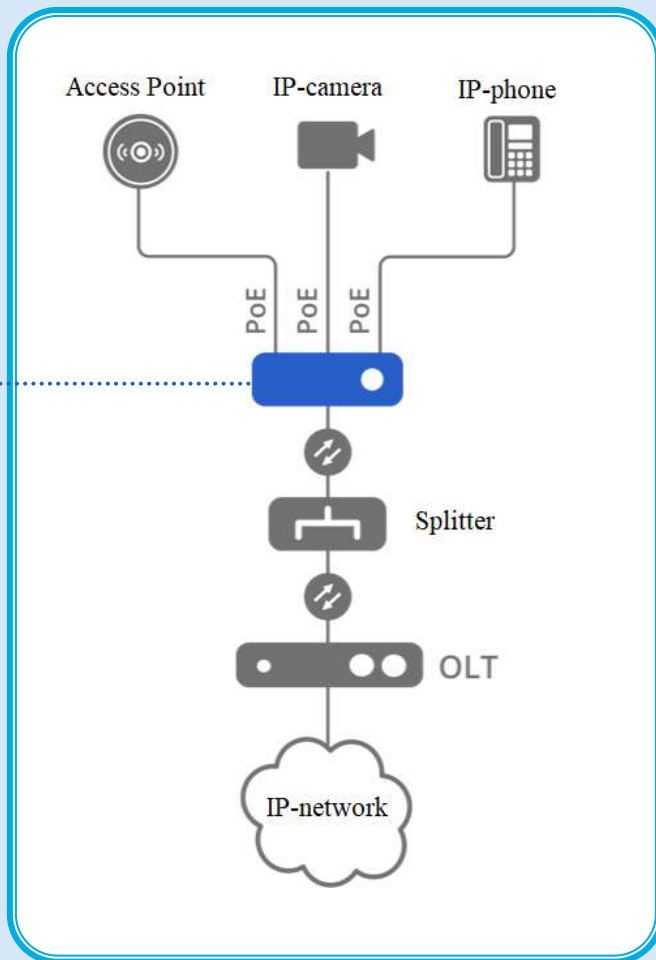 Access Point
IP-camera
IP-phone
PoE
PoE
PoE
Splitter
OLT
IP-network